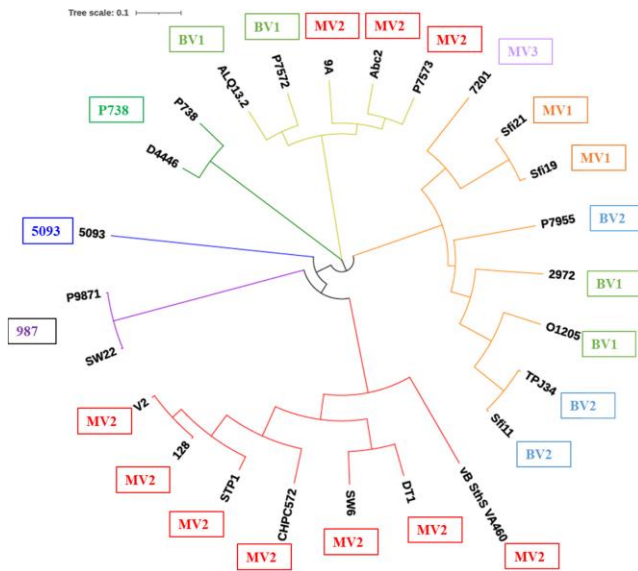 Tree scale: 0.1
BV1
BV1
MV2
MV2
MV2
MV3
ALQ13.2
P7572
9A
Abc2
P7573
7201
P738
P738
D4446
Sfi21
MV1
Sfi19
MV1
5093
5093
P7955
BV2
2972
BV1
P9871
987
SW22
O1205
BV1
TPJ34
BV2
Sfi11
BV2
V2
MV2
128
MV2
STP1
MV2
CHPC572
MV2
SW6
MV2
DT1
MV2
vB SthS VA460
MV2